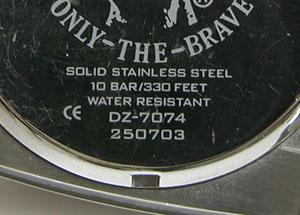 ONLY-THE-BRAVE
SOLID STAINLESS STEEL
10 BAR/330 FEET
WATER RESISTANT
CE DZ-7074
250703